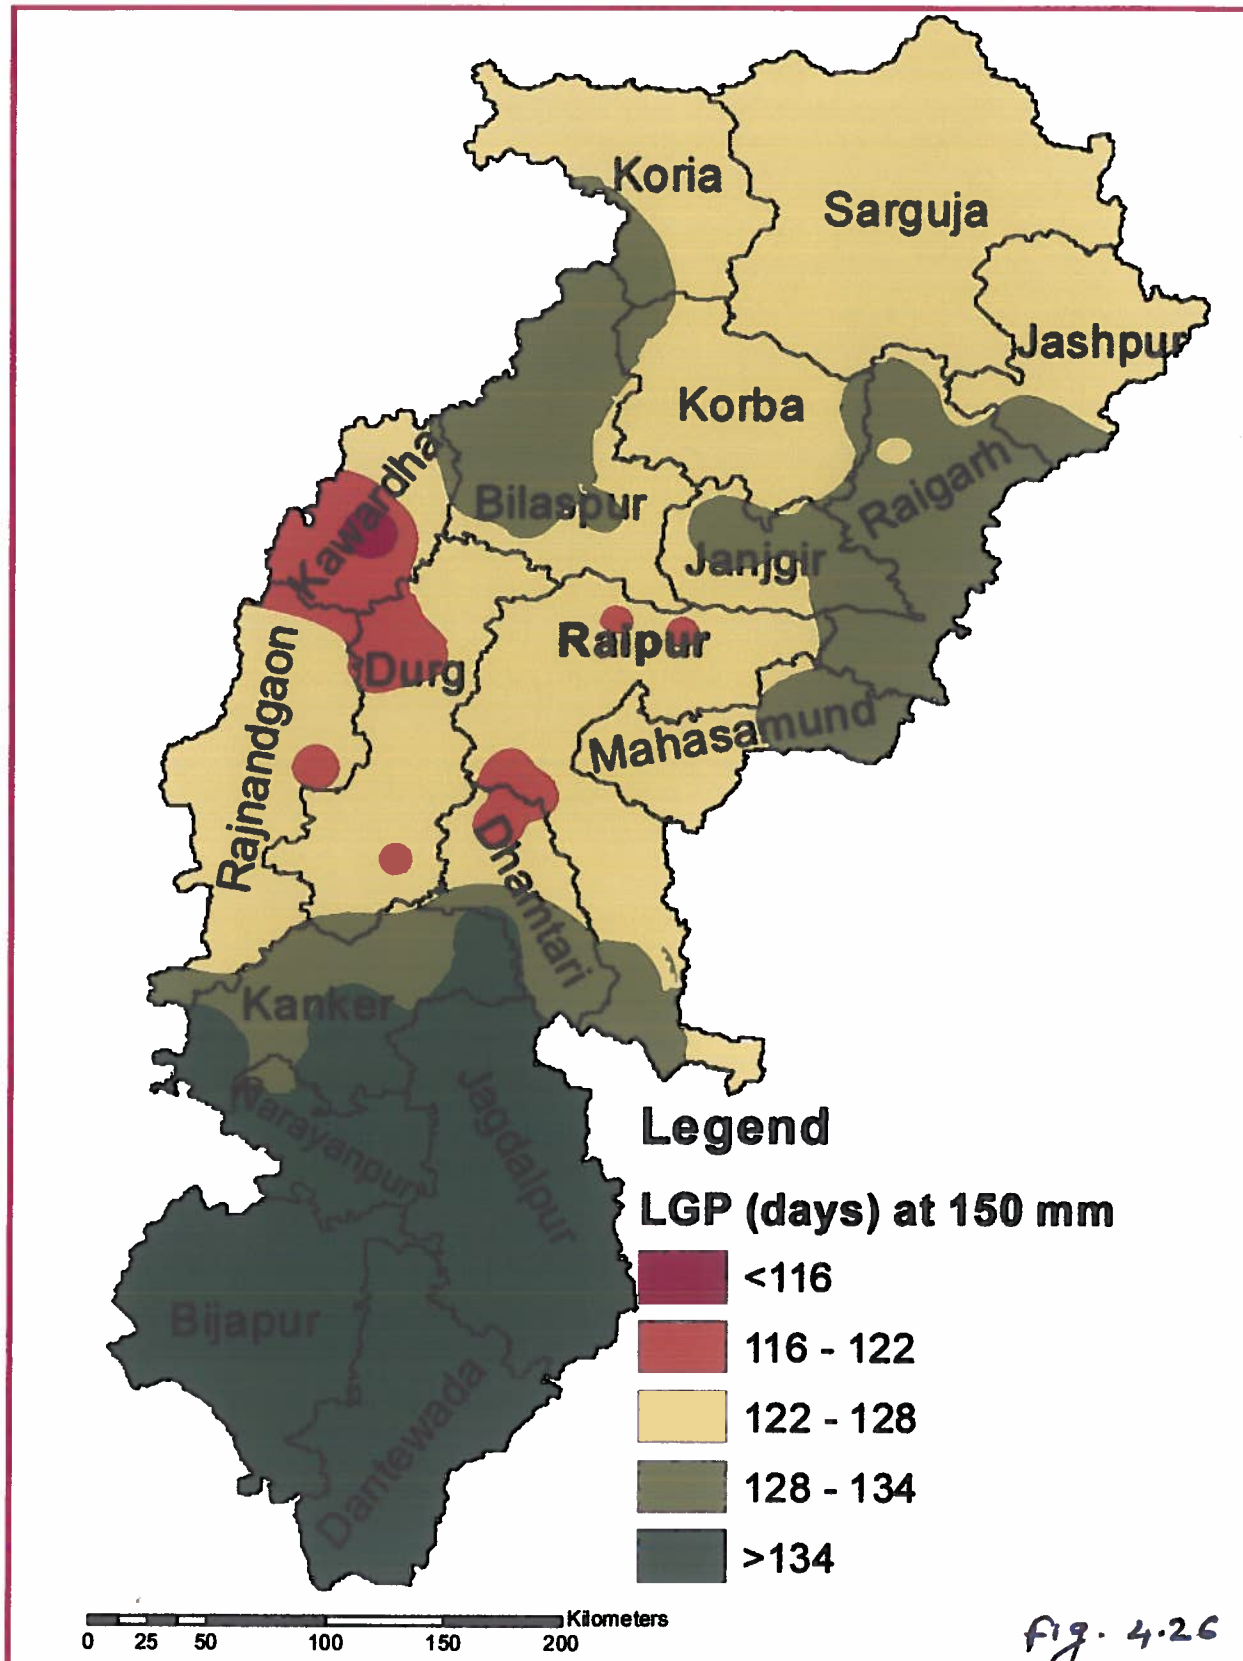 Koria
Sarguja
Jashpur
Korba
Kawardha
Bilaspur
Raigarh
Janjgir
Raipur
Durg
Rajnandgaon
Mahasamund
Dhamtari
Kanker
Narayanpur
Jagdalpur
Bijapur
Dantewada
Legend
LGP (days) at 150 mm
<116
116 - 122
122 - 128
128 - 134
>134
Kilometers
0 25 50 100 150 200
Fig. 4.26